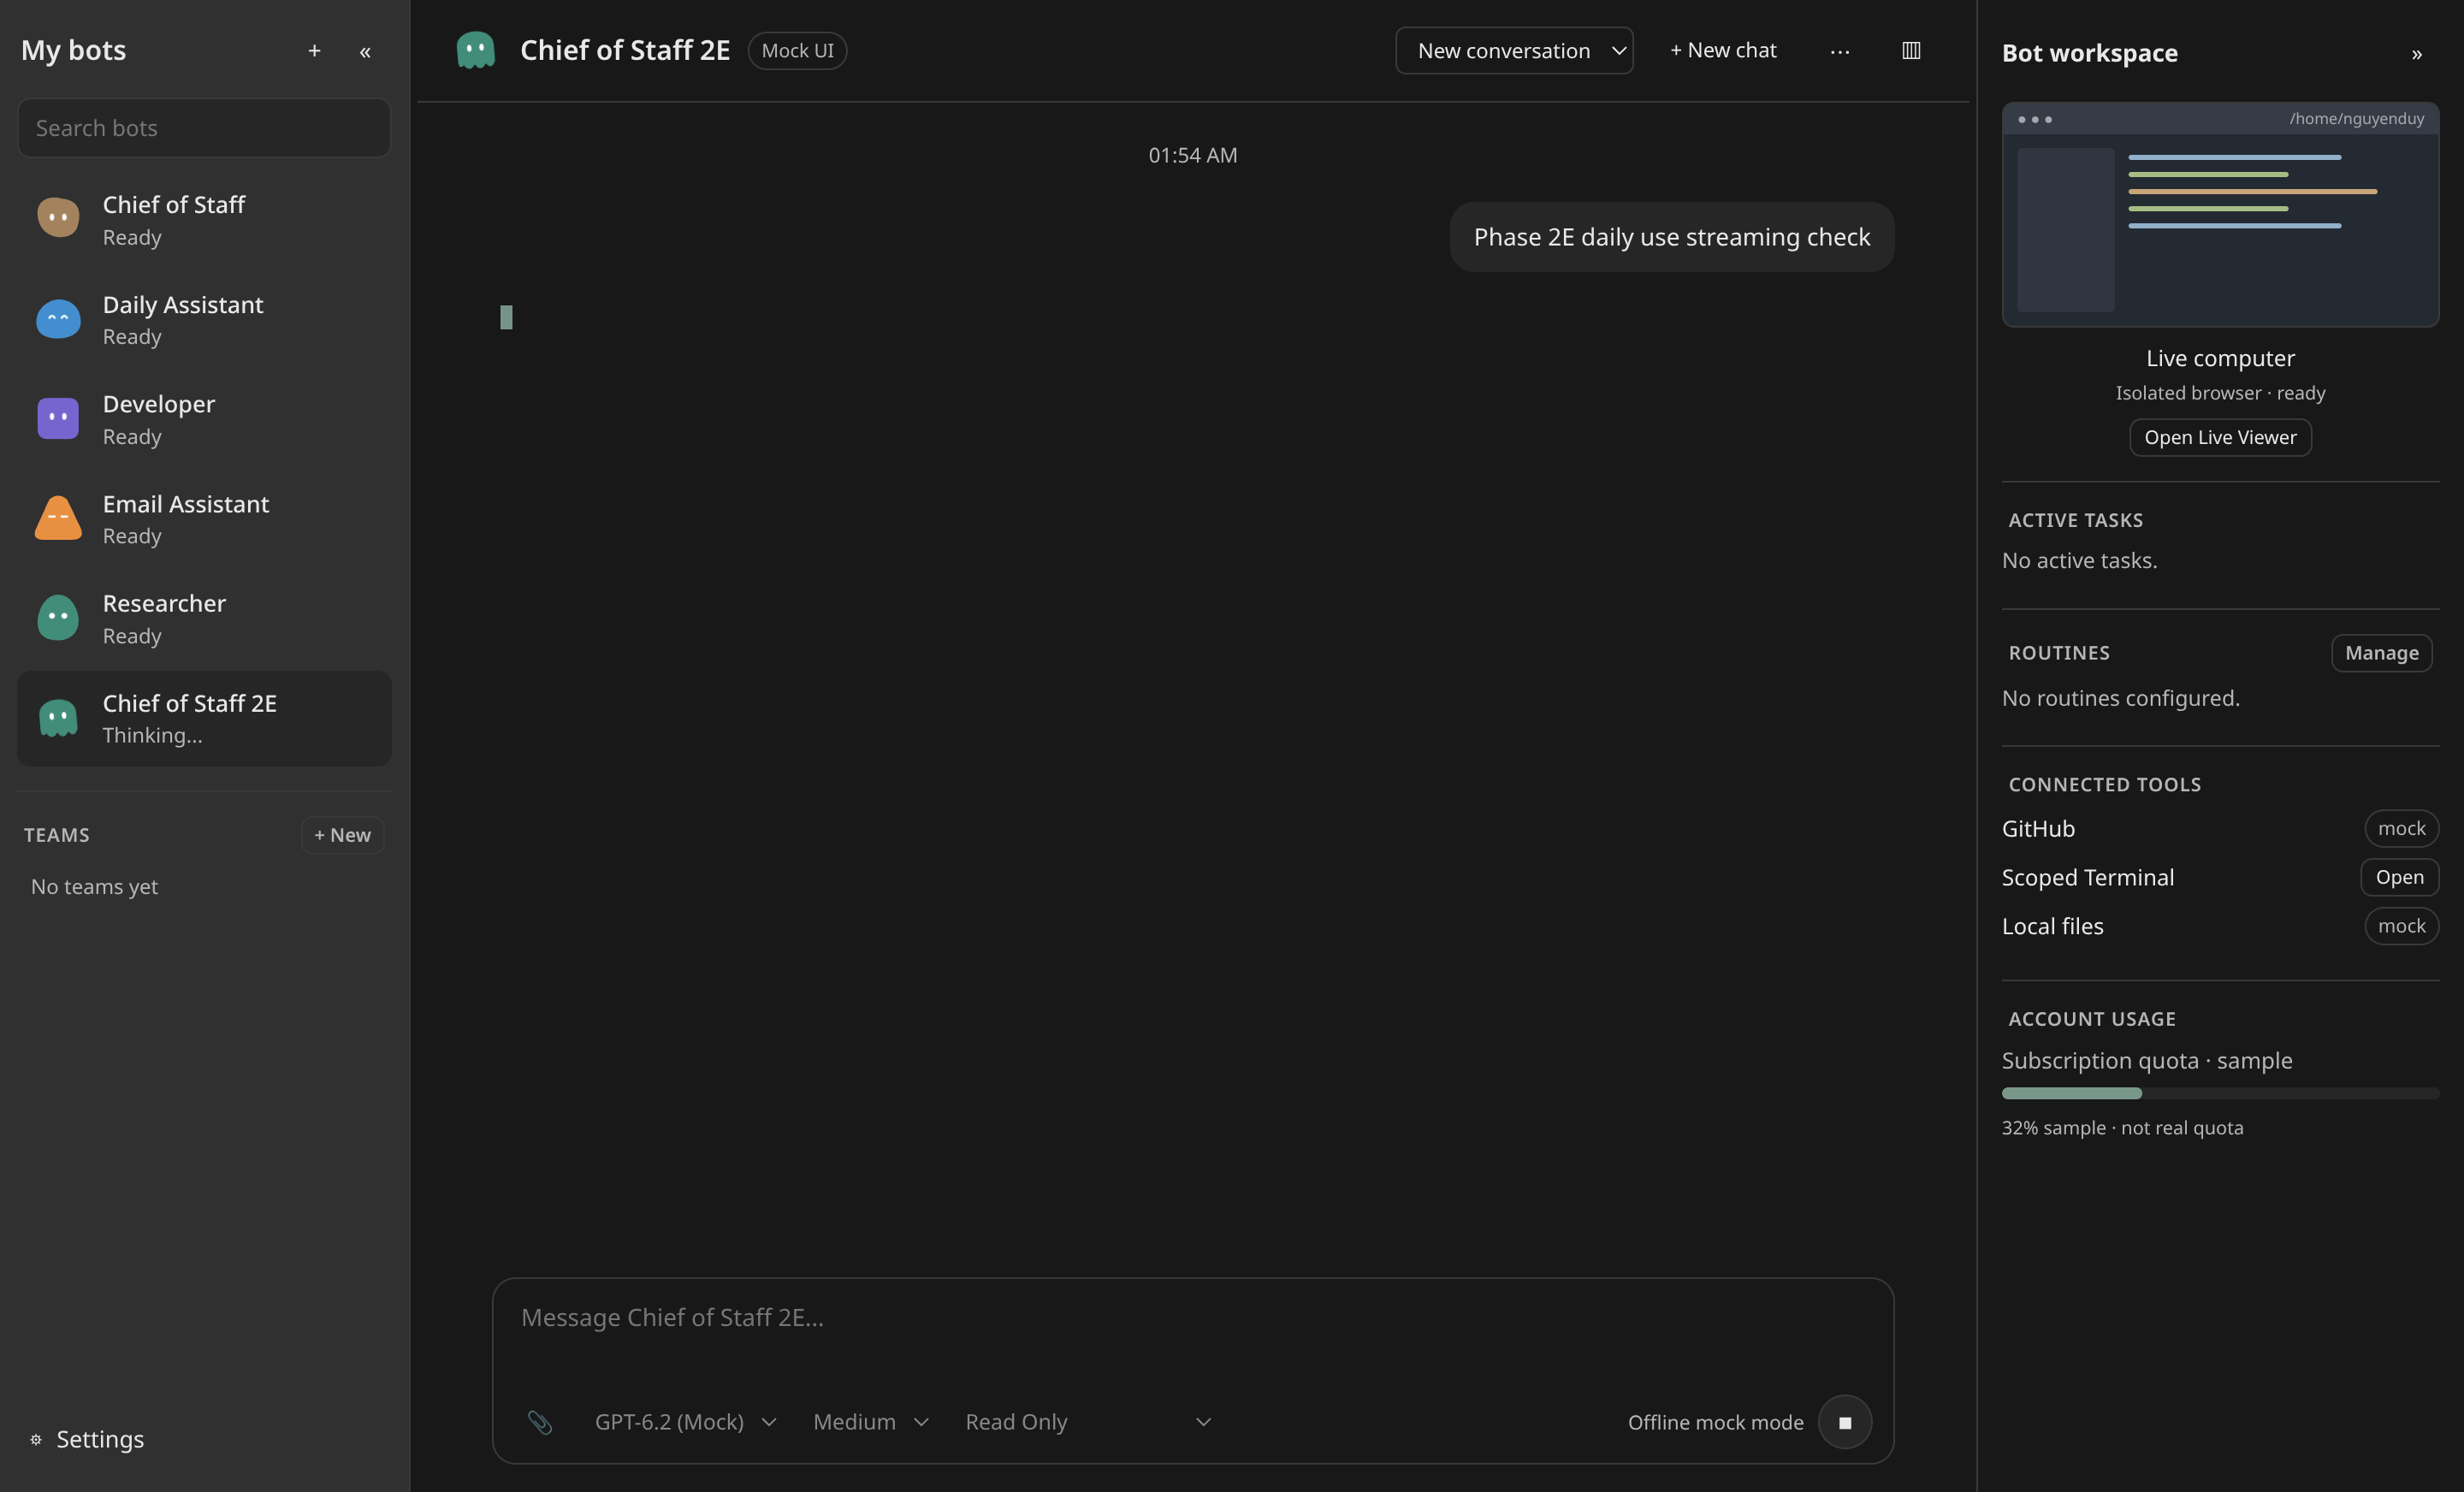 My bots
+
«
Search bots
Chief of Staff
Ready
Daily Assistant
Ready
Developer
Ready
Email Assistant
Ready
Researcher
Ready
Chief of Staff 2E
Thinking...
TEAMS
+ New
No teams yet
Settings
Chief of Staff 2E
Mock UI
New conversation
+ New chat
...
01:54 AM
Phase 2E daily use streaming check
Message Chief of Staff 2E...
GPT-6.2 (Mock)
Medium
Read Only
Offline mock mode
Bot workspace
»
/home/nguyenduy
Live computer
Isolated browser · ready
Open Live Viewer
ACTIVE TASKS
No active tasks.
ROUTINES
Manage
No routines configured.
CONNECTED TOOLS
GitHub
mock
Scoped Terminal
Open
Local files
mock
ACCOUNT USAGE
Subscription quota · sample
32% sample · not real quota